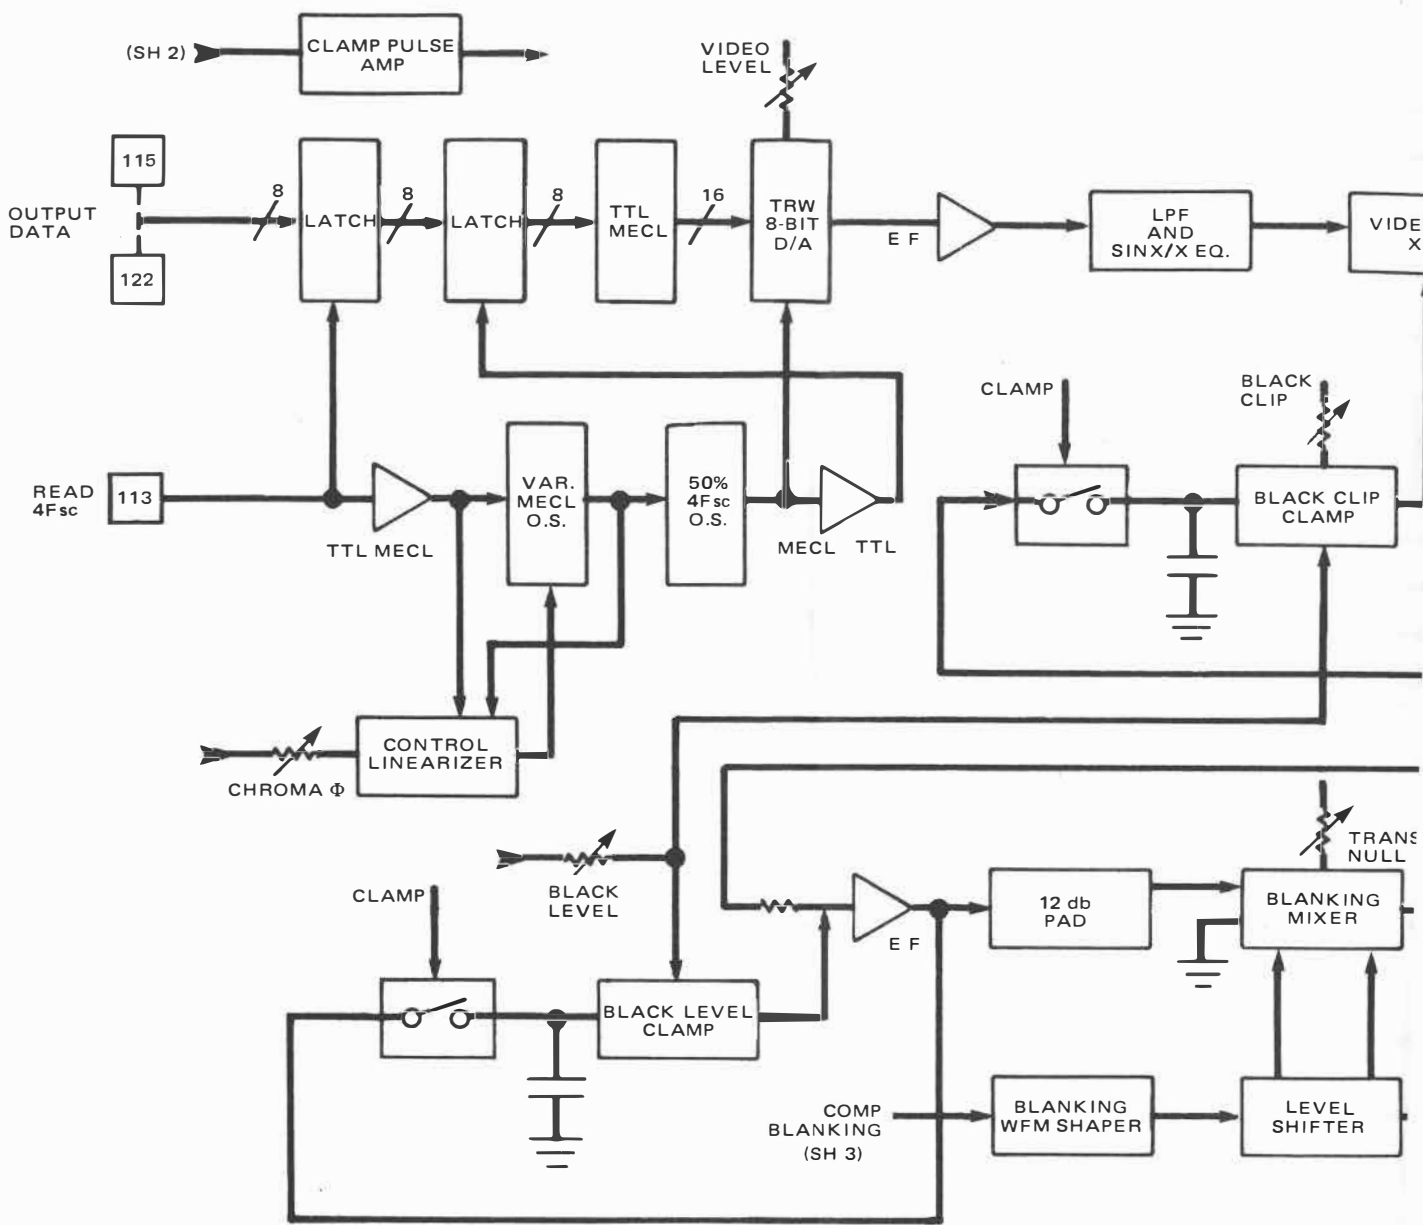 (SH 2)
CLAMP PULSE
AMP
VIDEO
LEVEL
115
122
OUTPUT
DATA
8
LATCH
8
LATCH
8
TTL
MECL
16
TRW
8-BIT
D/A
E F
LPF
AND
SINX/X EQ.
VIDE
X
CLAMP
BLACK
CLIP
READ
4Fsc
113
TTL MECL
VAR.
MECL
O.S.
50%
4Fsc
O.S.
MECL TTL
BLACK CLIP
CLAMP
CONTROL
LINEARIZER
CHROMA Φ
BLACK
LEVEL
TRANS
NULL
CLAMP
E F
12 db
PAD
BLANKING
MIXER
BLACK LEVEL
CLAMP
COMP
BLANKING
(SH 3)
BLANKING
WFM SHAPER
LEVEL
SHIFTER